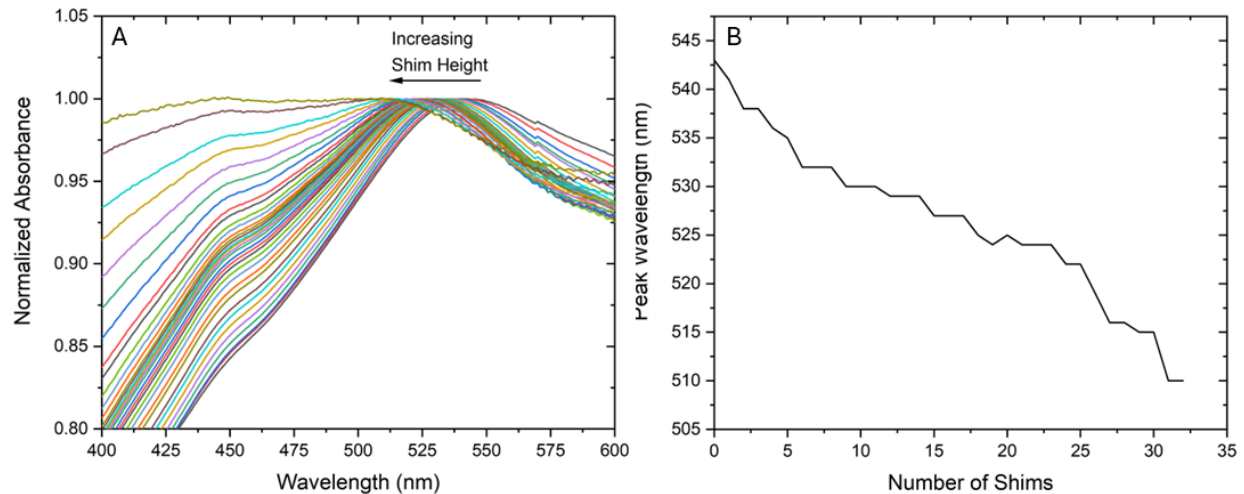 A
Increasing
Shim Height
1.05
1.00
0.95
0.90
0.85
0.80
Normalized Absorbance
400 425 450 475 500 525 550 575 600
Wavelength (nm)
B
545
540
535
530
525
520
515
510
505
Peak Wavelength (nm)
0 5 10 15 20 25 30 35
Number of Shims